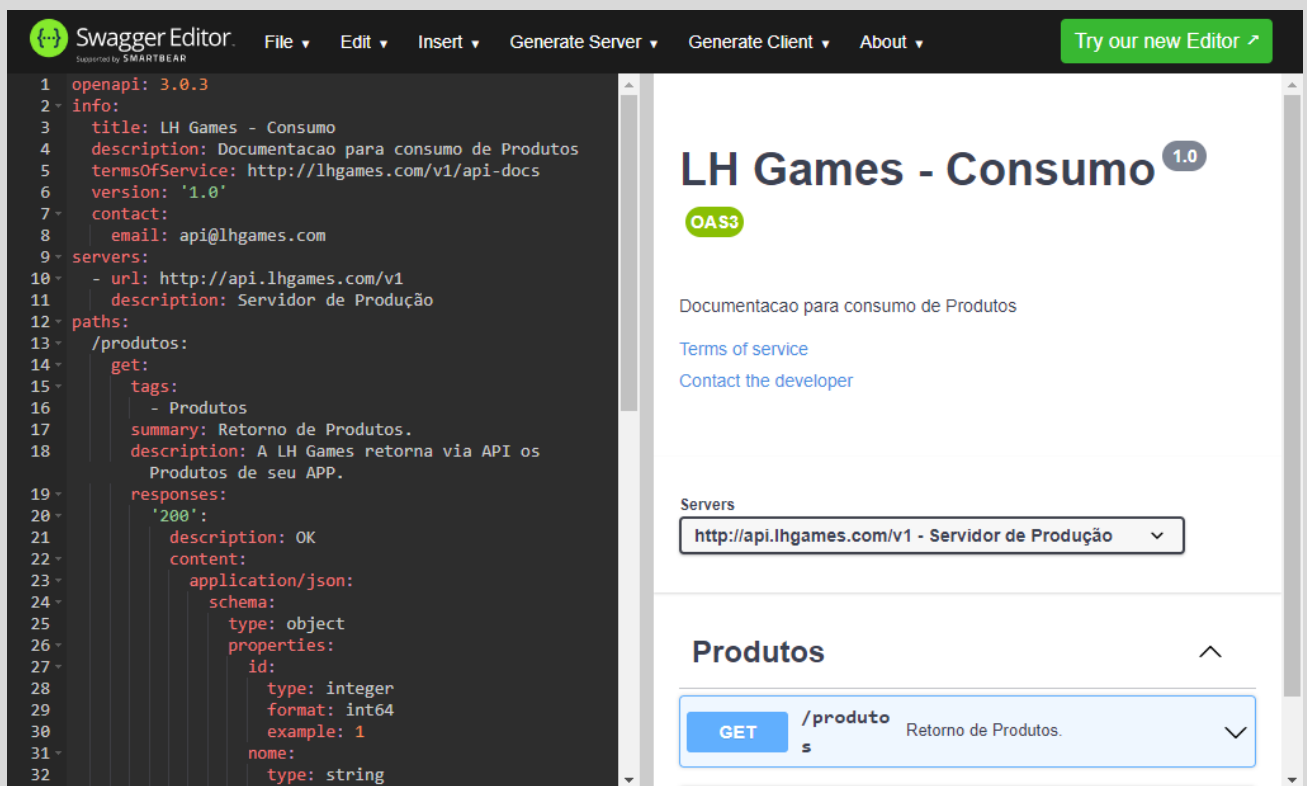 Swagger Editor.
Supported by SMARTBEAR
File ▾ Edit ▾ Insert ▾ Generate Server ▾ Generate Client ▾ About ▾
Try our new Editor ↗
1 openapi: 3.0.3
2 info:
3 title: LH Games - Consumo
4 description: Documentacao para consumo de Produtos
5 termsOfService: http://lhgames.com/v1/api-docs
6 version: '1.0'
7 contact:
8 email: api@lhgames.com
9 servers:
10 - url: http://api.lhgames.com/v1
11 description: Servidor de Produção
12 paths:
13 /produtos:
14 get:
15 tags:
16 - Produtos
17 summary: Retorno de Produtos.
18 description: A LH Games retorna via API os
Produtos de seu APP.
19 responses:
20 '200':
21 description: OK
22 content:
23 application/json:
24 schema:
25 type: object
26 properties:
27 id:
28 type: integer
29 format: int64
30 example: 1
31 nome:
32 type: string
LH Games - Consumo 1.0
OAS3
Documentacao para consumo de Produtos
Terms of service
Contact the developer
Servers
http://api.lhgames.com/v1 - Servidor de Produção
Produtos
GET /produto
s Retorno de Produtos.